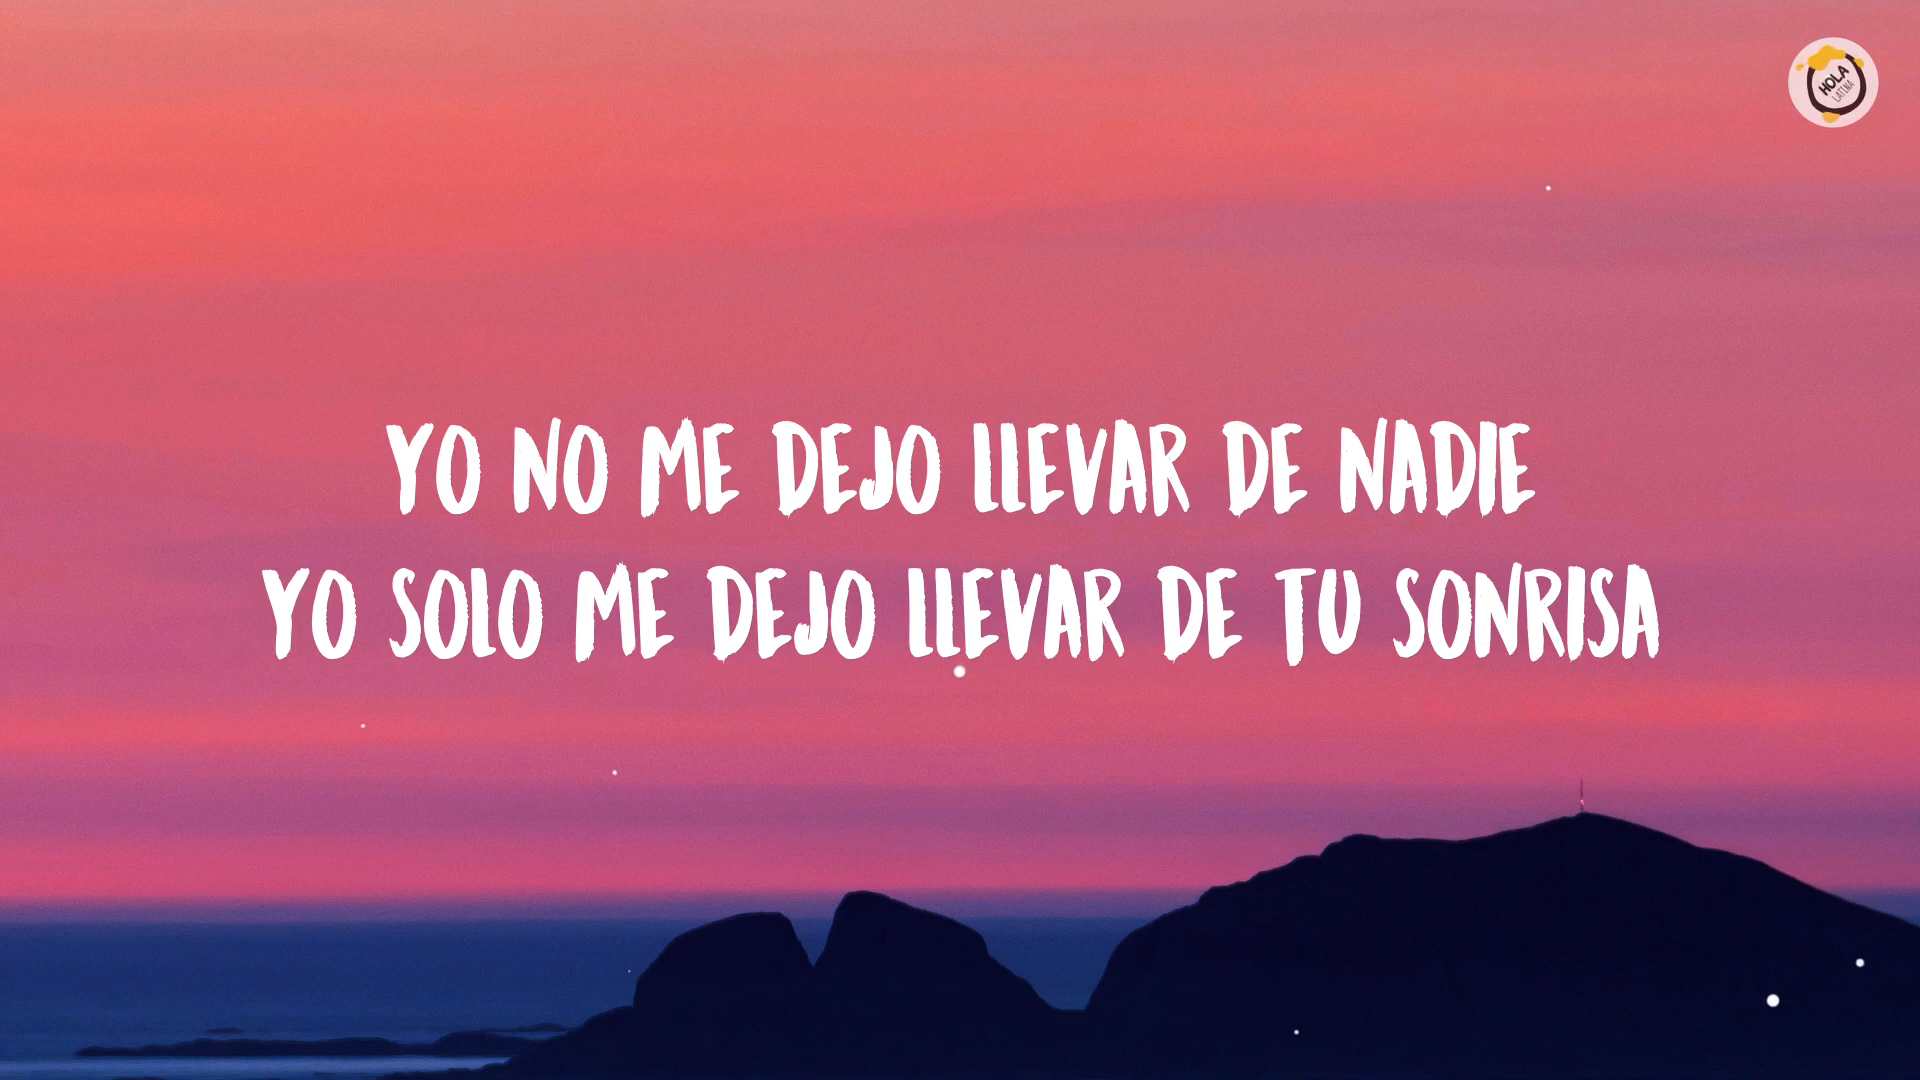 HOLA
LATINA
YO NO ME DEJO LLEVAR DE NADIE
YO SOLO ME DEJO LLEVAR DE TU SONRISA